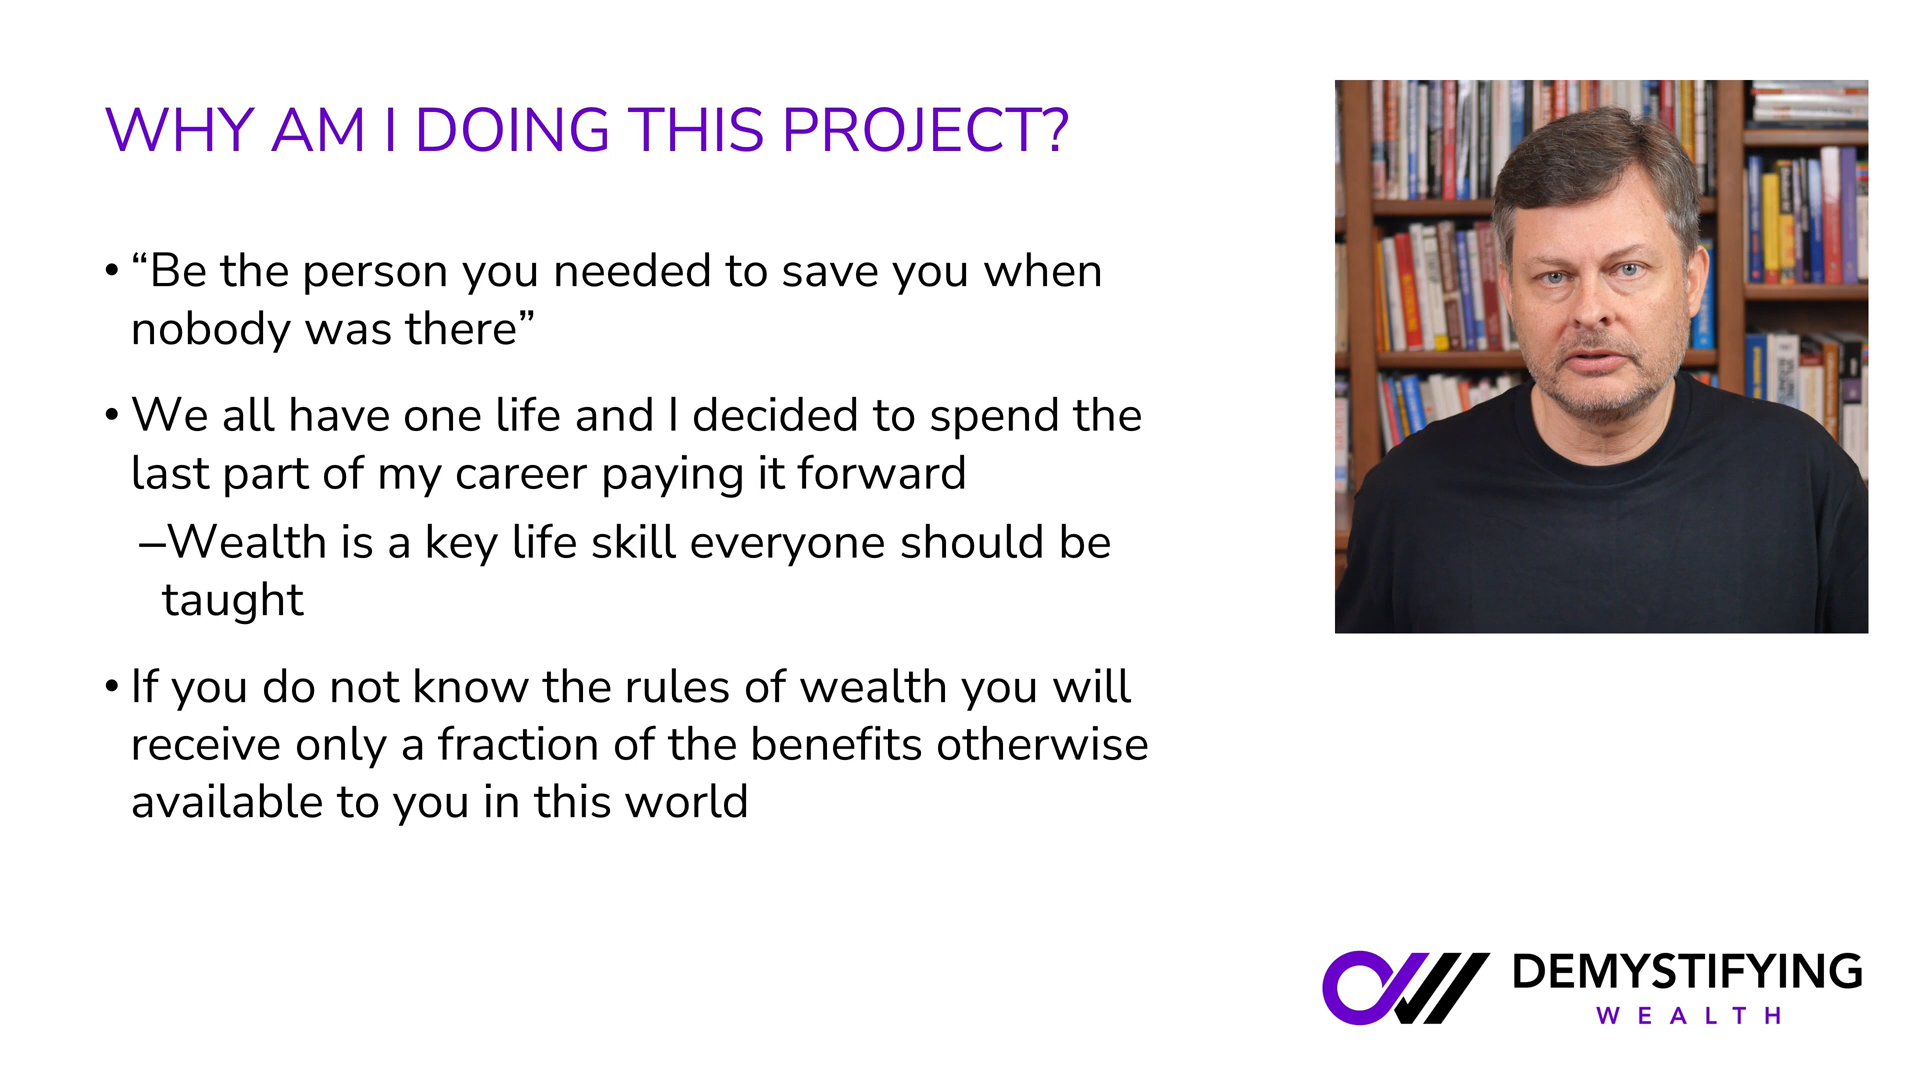 WHY AM I DOING THIS PROJECT?
• “Be the person you needed to save you when
nobody was there”
• We all have one life and I decided to spend the
last part of my career paying it forward
–Wealth is a key life skill everyone should be
taught
• If you do not know the rules of wealth you will
receive only a fraction of the benefits otherwise
available to you in this world
DEMYSTIFYING
WEALTH